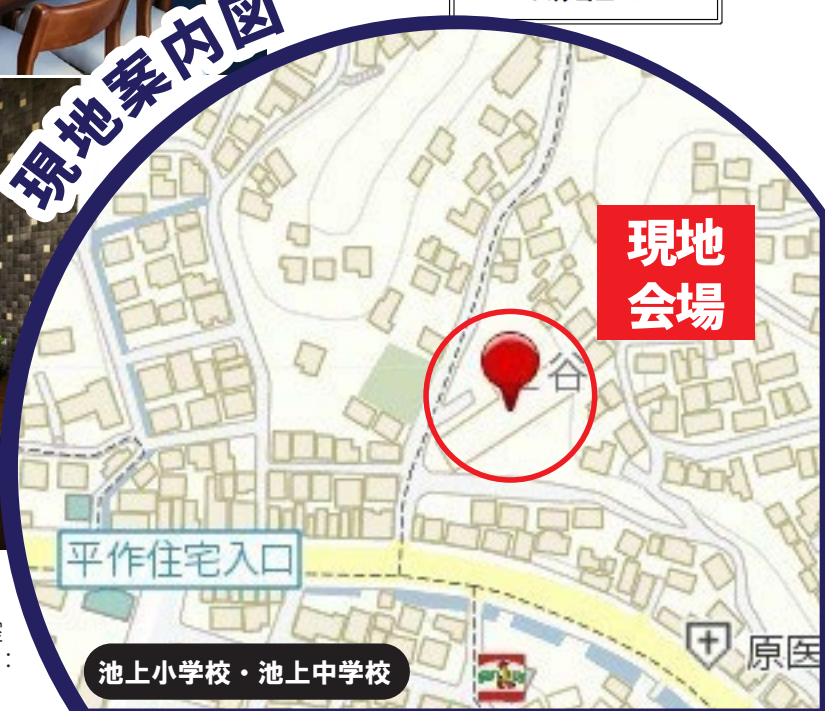 現地案内図
現地
会場
谷
平作住宅入口
原医
池上小学校・池上中学校